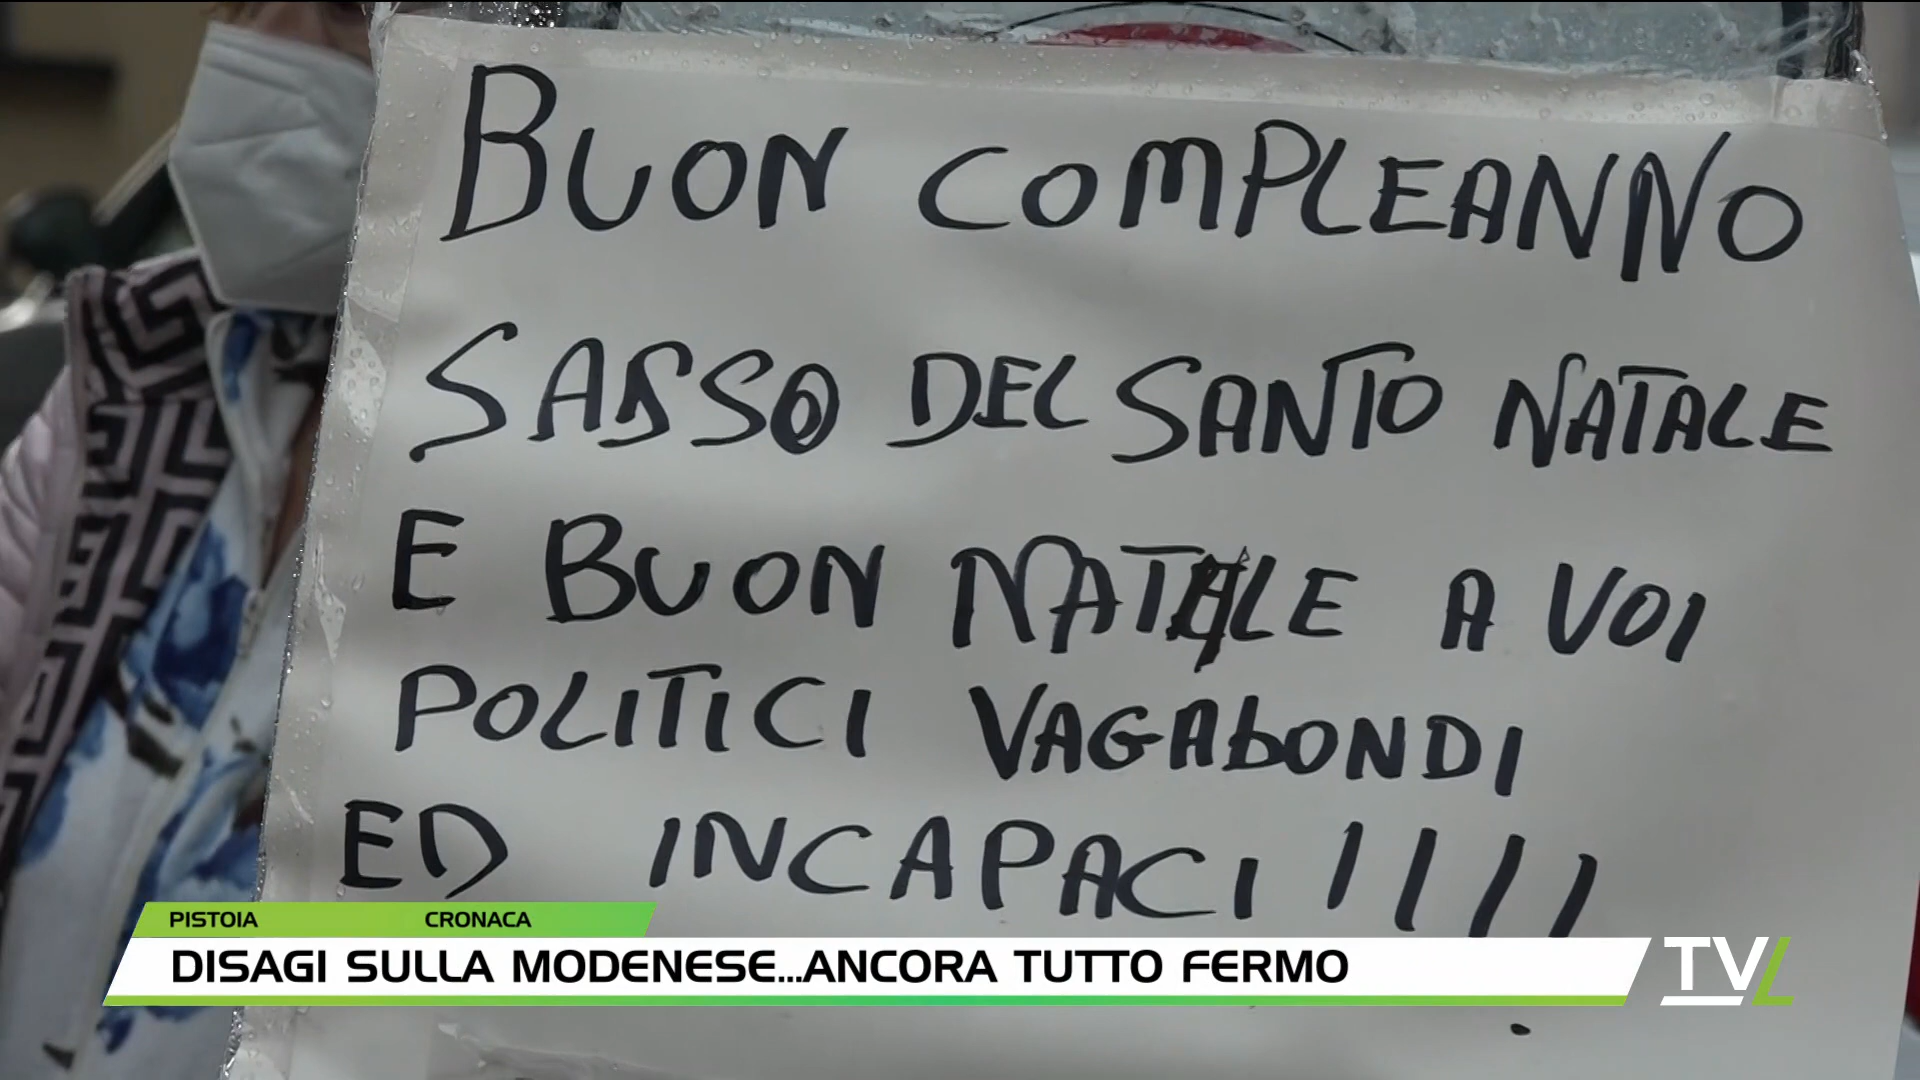 BUON COMPLEANNO
SASSO DEL SANTO NATALE
E BUON NATALE A VOI
POLITICI VAGABONDI
ED INCAPACI!!!!
PISTOIA CRONACA
DISAGI SULLA MODENESE...ANCORA TUTTO FERMO
TVL